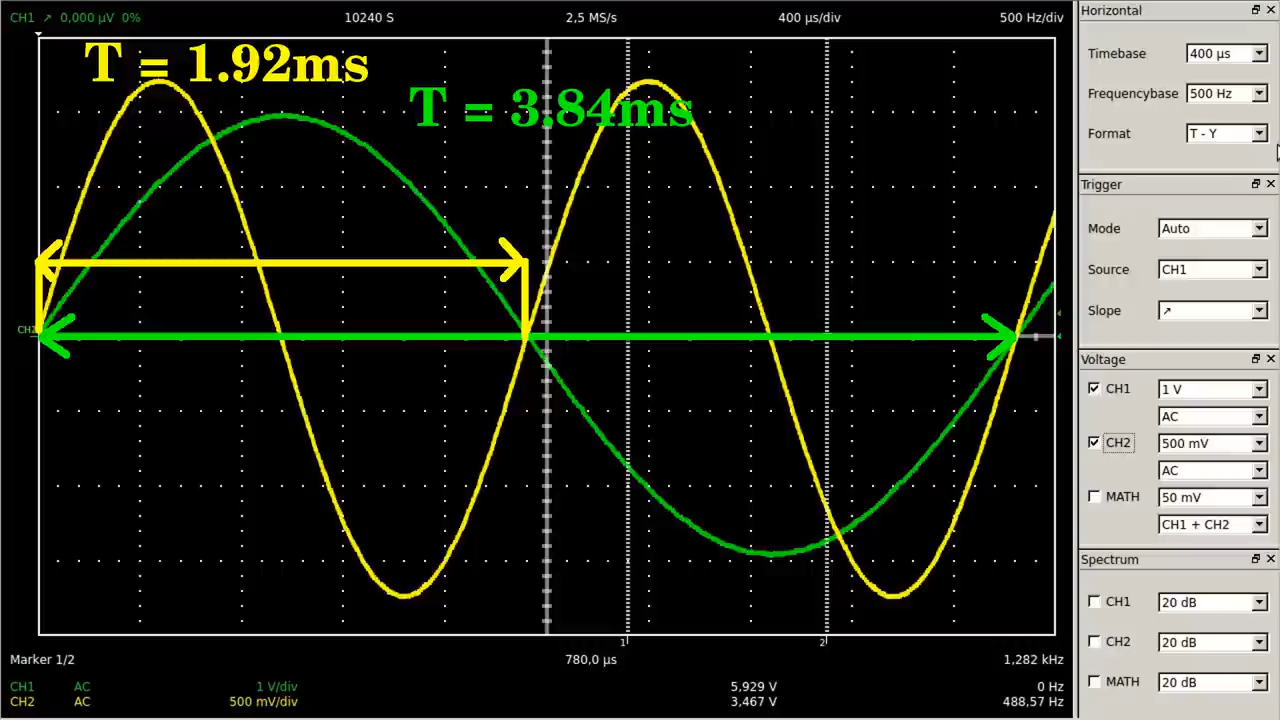 CH1 ↗ 0,000 µV 0% 10240 S 2,5 MS/s 400 µs/div 500 Hz/div
T = 1.92ms
T = 3.84ms
CH1
1
2
Marker 1/2 780,0 µs 1,282 kHz
CH1 AC 1 V/div 5,929 V 0 Hz
CH2 AC 500 mV/div 3,467 V 488,57 Hz
Horizontal
Timebase 400 µs
Frequencybase 500 Hz
Format T - Y
Trigger
Mode Auto
Source CH1
Slope ↗
Voltage
CH1 1 V
AC
CH2 500 mV
AC
MATH 50 mV
CH1 + CH2
Spectrum
CH1 20 dB
CH2 20 dB
MATH 20 dB